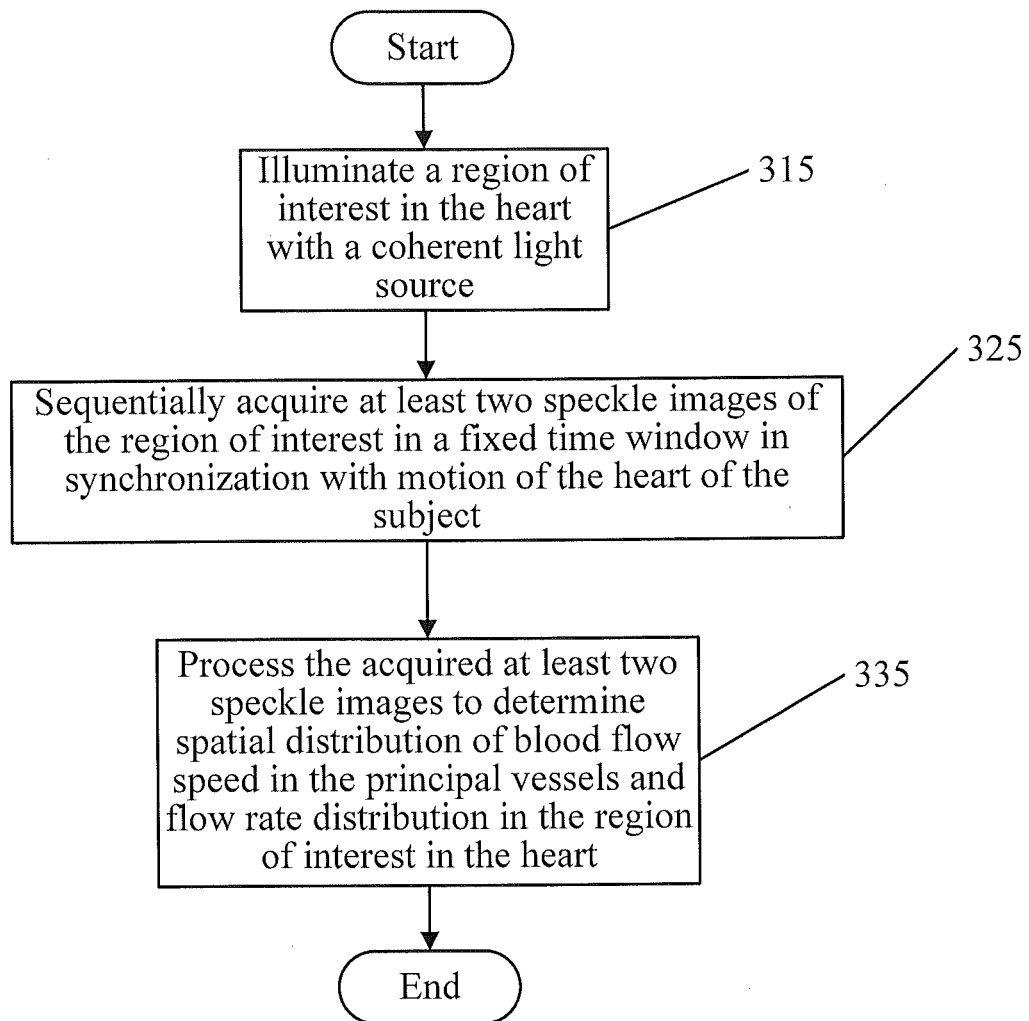 Start
Illuminate a region of
interest in the heart
with a coherent light
source
315
Sequentially acquire at least two speckle images of
the region of interest in a fixed time window in
synchronization with motion of the heart of the
subject
325
Process the acquired at least two
speckle images to determine
spatial distribution of blood flow
speed in the principal vessels and
flow rate distribution in the region
of interest in the heart
335
End